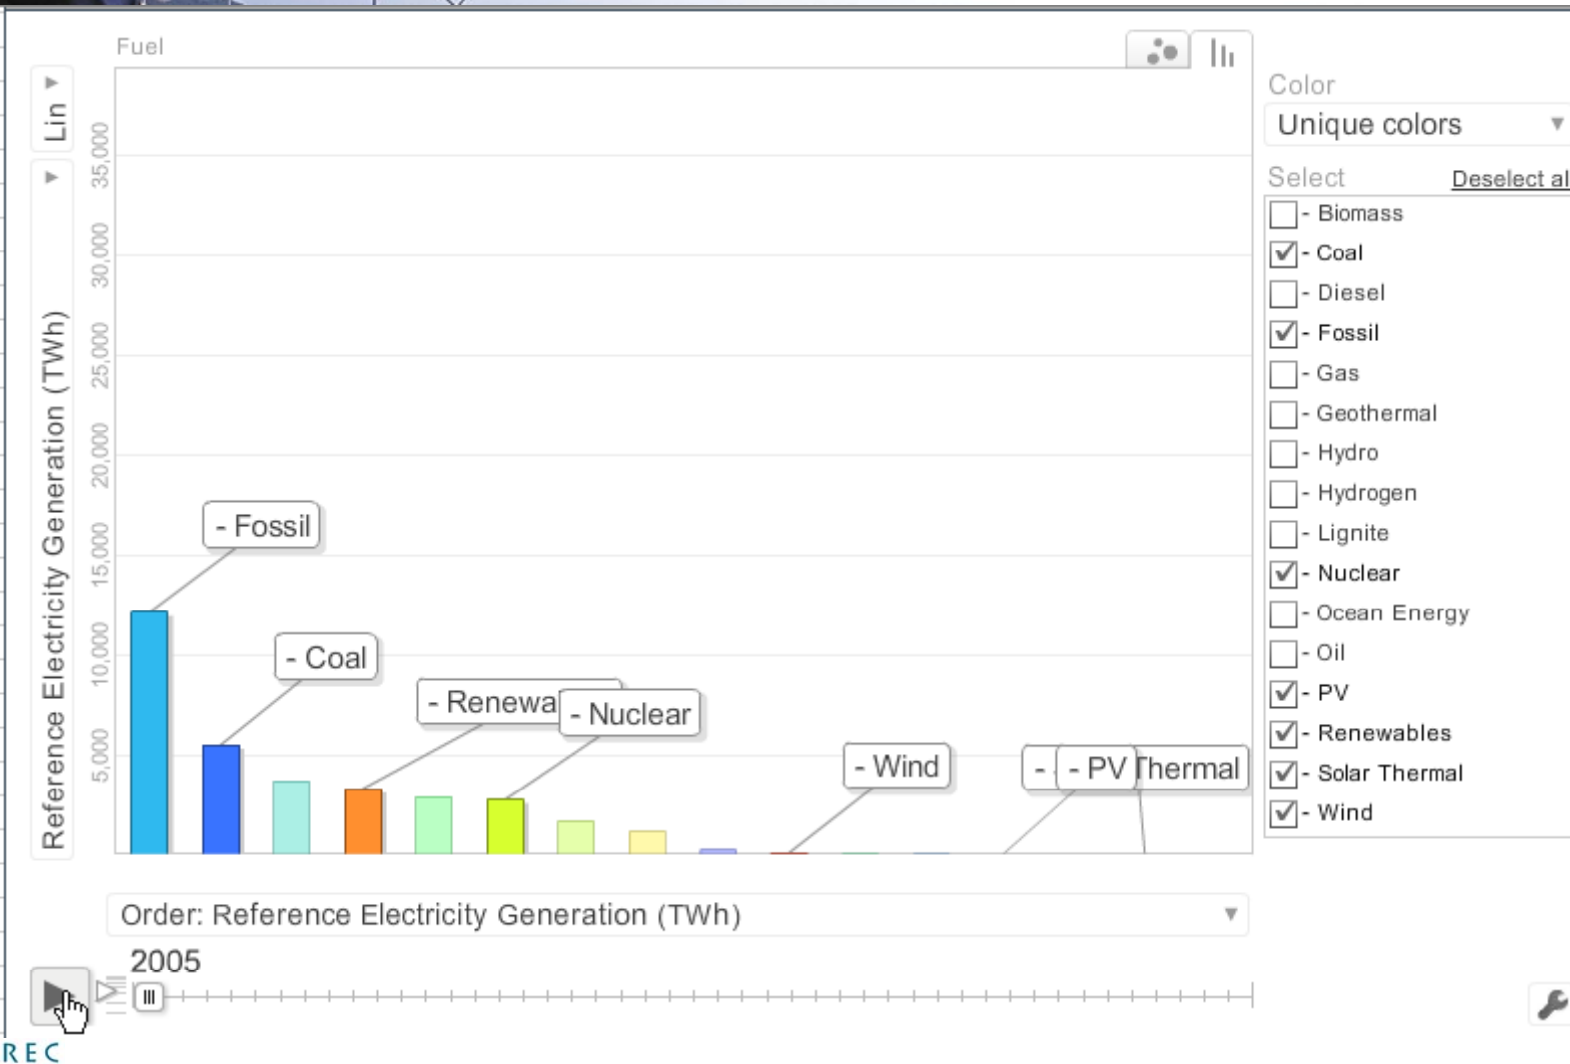 Fuel
Lin
Reference Electricity Generation (TWh)
35,000
30,000
25,000
20,000
15,000
10,000
5,000
- Fossil
- Coal
- Renewa
- Nuclear
- Wind
-
- PV
Thermal
Order: Reference Electricity Generation (TWh)
2005
Color
Unique colors
Select Deselect al
- Biomass
- Coal
- Diesel
- Fossil
- Gas
- Geothermal
- Hydro
- Hydrogen
- Lignite
- Nuclear
- Ocean Energy
- Oil
- PV
- Renewables
- Solar Thermal
- Wind
REC